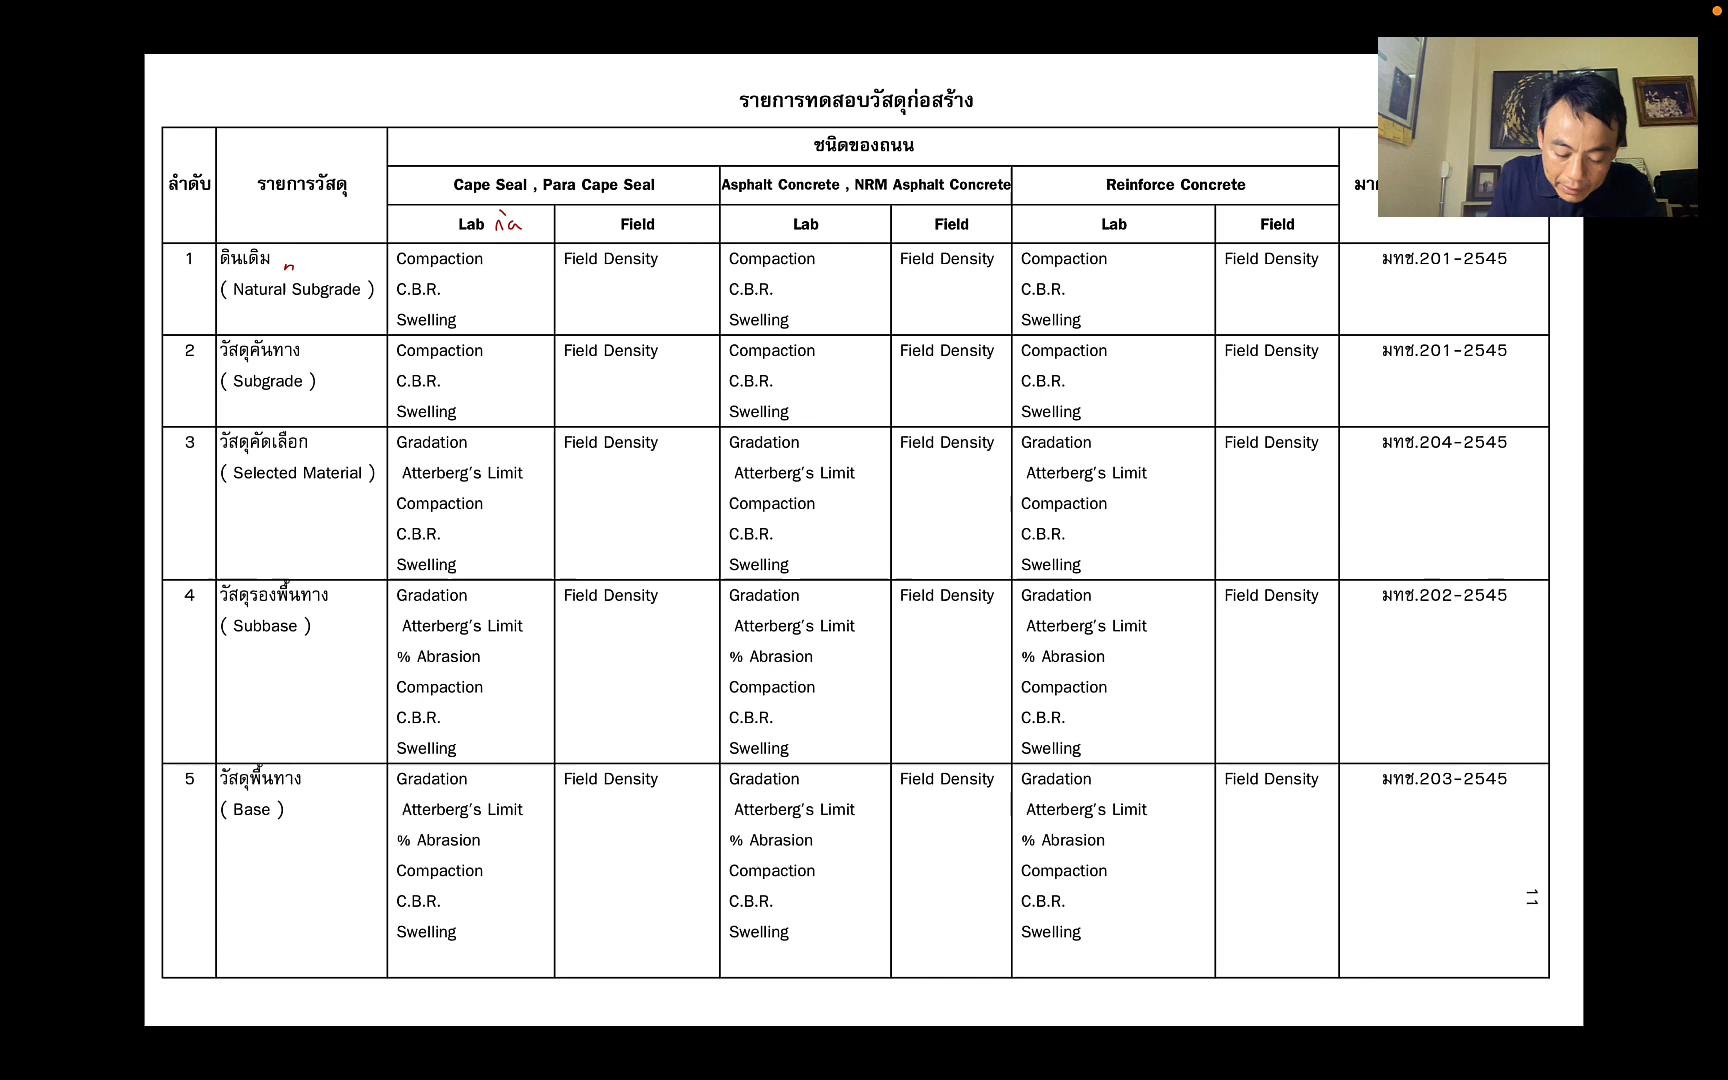 รายการทดสอบวัสดุก่อสร้าง
ลำดับ รายการวัสดุ ชนิดของถนน
Cape Seal , Para Cape Seal Asphalt Concrete , NRM Asphalt Concrete Reinforce Concrete
Lab Field Lab Field Lab Field
1 ดินเดิม Compaction Field Density Compaction Field Density Compaction Field Density มทช.201-2545
( Natural Subgrade ) C.B.R. C.B.R. C.B.R.
Swelling Swelling Swelling
2 วัสดุคันทาง Compaction Field Density Compaction Field Density Compaction Field Density มทช.201-2545
( Subgrade ) C.B.R. C.B.R. C.B.R.
Swelling Swelling Swelling
3 วัสดุคัดเลือก Gradation Field Density Gradation Field Density Gradation Field Density มทช.204-2545
( Selected Material ) Atterberg's Limit Atterberg's Limit Atterberg's Limit
Compaction Compaction Compaction
C.B.R. C.B.R. C.B.R.
Swelling Swelling Swelling
4 วัสดุรองพื้นทาง Gradation Field Density Gradation Field Density Gradation Field Density มทช.202-2545
( Subbase ) Atterberg's Limit Atterberg's Limit Atterberg's Limit
% Abrasion % Abrasion % Abrasion
Compaction Compaction Compaction
C.B.R. C.B.R. C.B.R.
Swelling Swelling Swelling
5 วัสดุพื้นทาง Gradation Field Density Gradation Field Density Gradation Field Density มทช.203-2545
( Base ) Atterberg's Limit Atterberg's Limit Atterberg's Limit
% Abrasion % Abrasion % Abrasion
Compaction Compaction Compaction
C.B.R. C.B.R. C.B.R.
Swelling Swelling Swelling
11